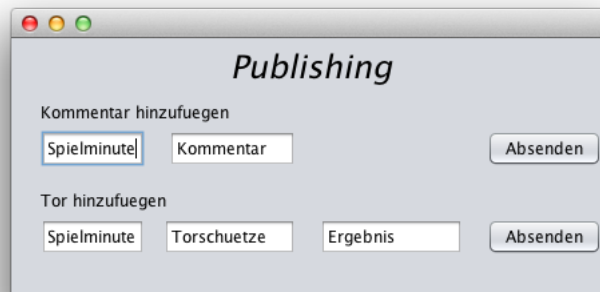 Publishing
Kommentar hinzufuegen
Spielminute Kommentar Absenden
Tor hinzufuegen
Spielminute Torschuetze Ergebnis Absenden